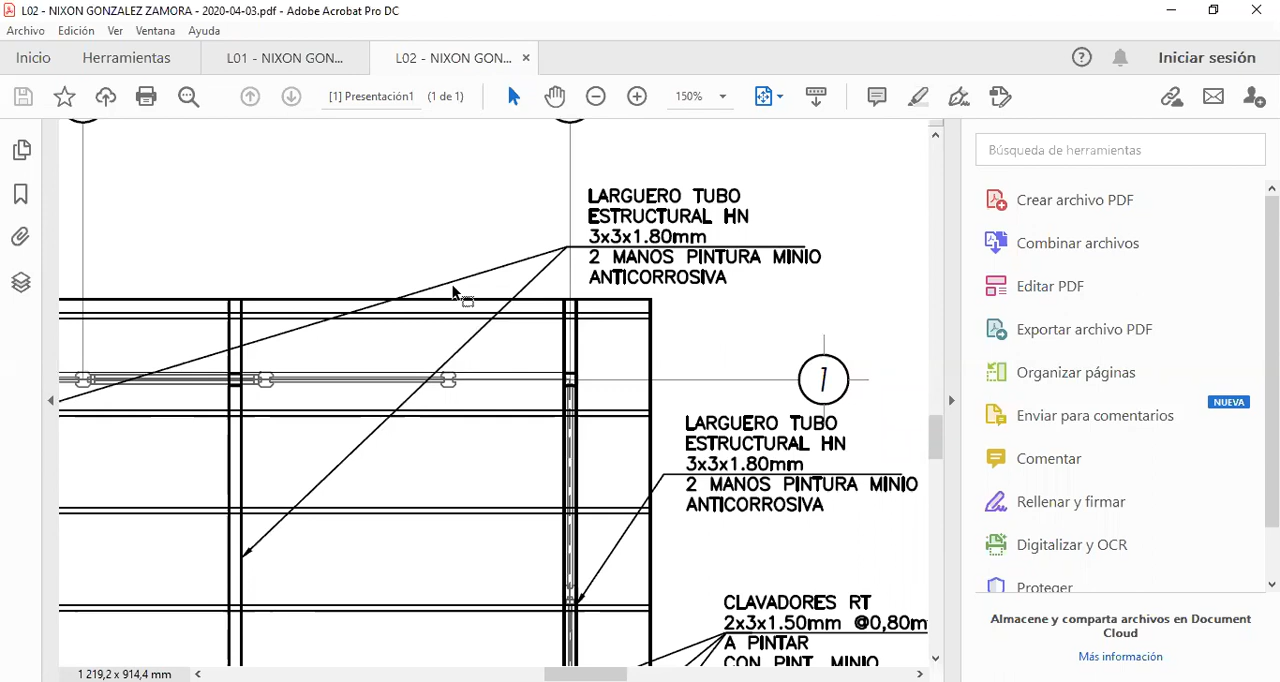 L02 - NIXON GONZALEZ ZAMORA - 2020-04-03.pdf - Adobe Acrobat Pro DC
Archivo Edición Ver Ventana Ayuda
Inicio Herramientas L01 - NIXON GON... L02 - NIXON GON... × Iniciar sesión
[1] Presentación1 (1 de 1) 150%
LARGUERO TUBO
ESTRUCTURAL HN
3x3x1.80mm
2 MANOS PINTURA MINIO
ANTICORROSIVA
1
LARGUERO TUBO
ESTRUCTURAL HN
3x3x1.80mm
2 MANOS PINTURA MINIO
ANTICORROSIVA
CLAVADORES RT
2x3x1.50mm @0,80m
A PINTAR
CON PINT. MINIO
1 219,2 x 914,4 mm
Búsqueda de herramientas
Crear archivo PDF
Combinar archivos
Editar PDF
Exportar archivo PDF
Organizar páginas
NUEVA
Enviar para comentarios
Comentar
Rellenar y firmar
Digitalizar y OCR
Proteger
Almacene y comparta archivos en Document
Cloud
Más información